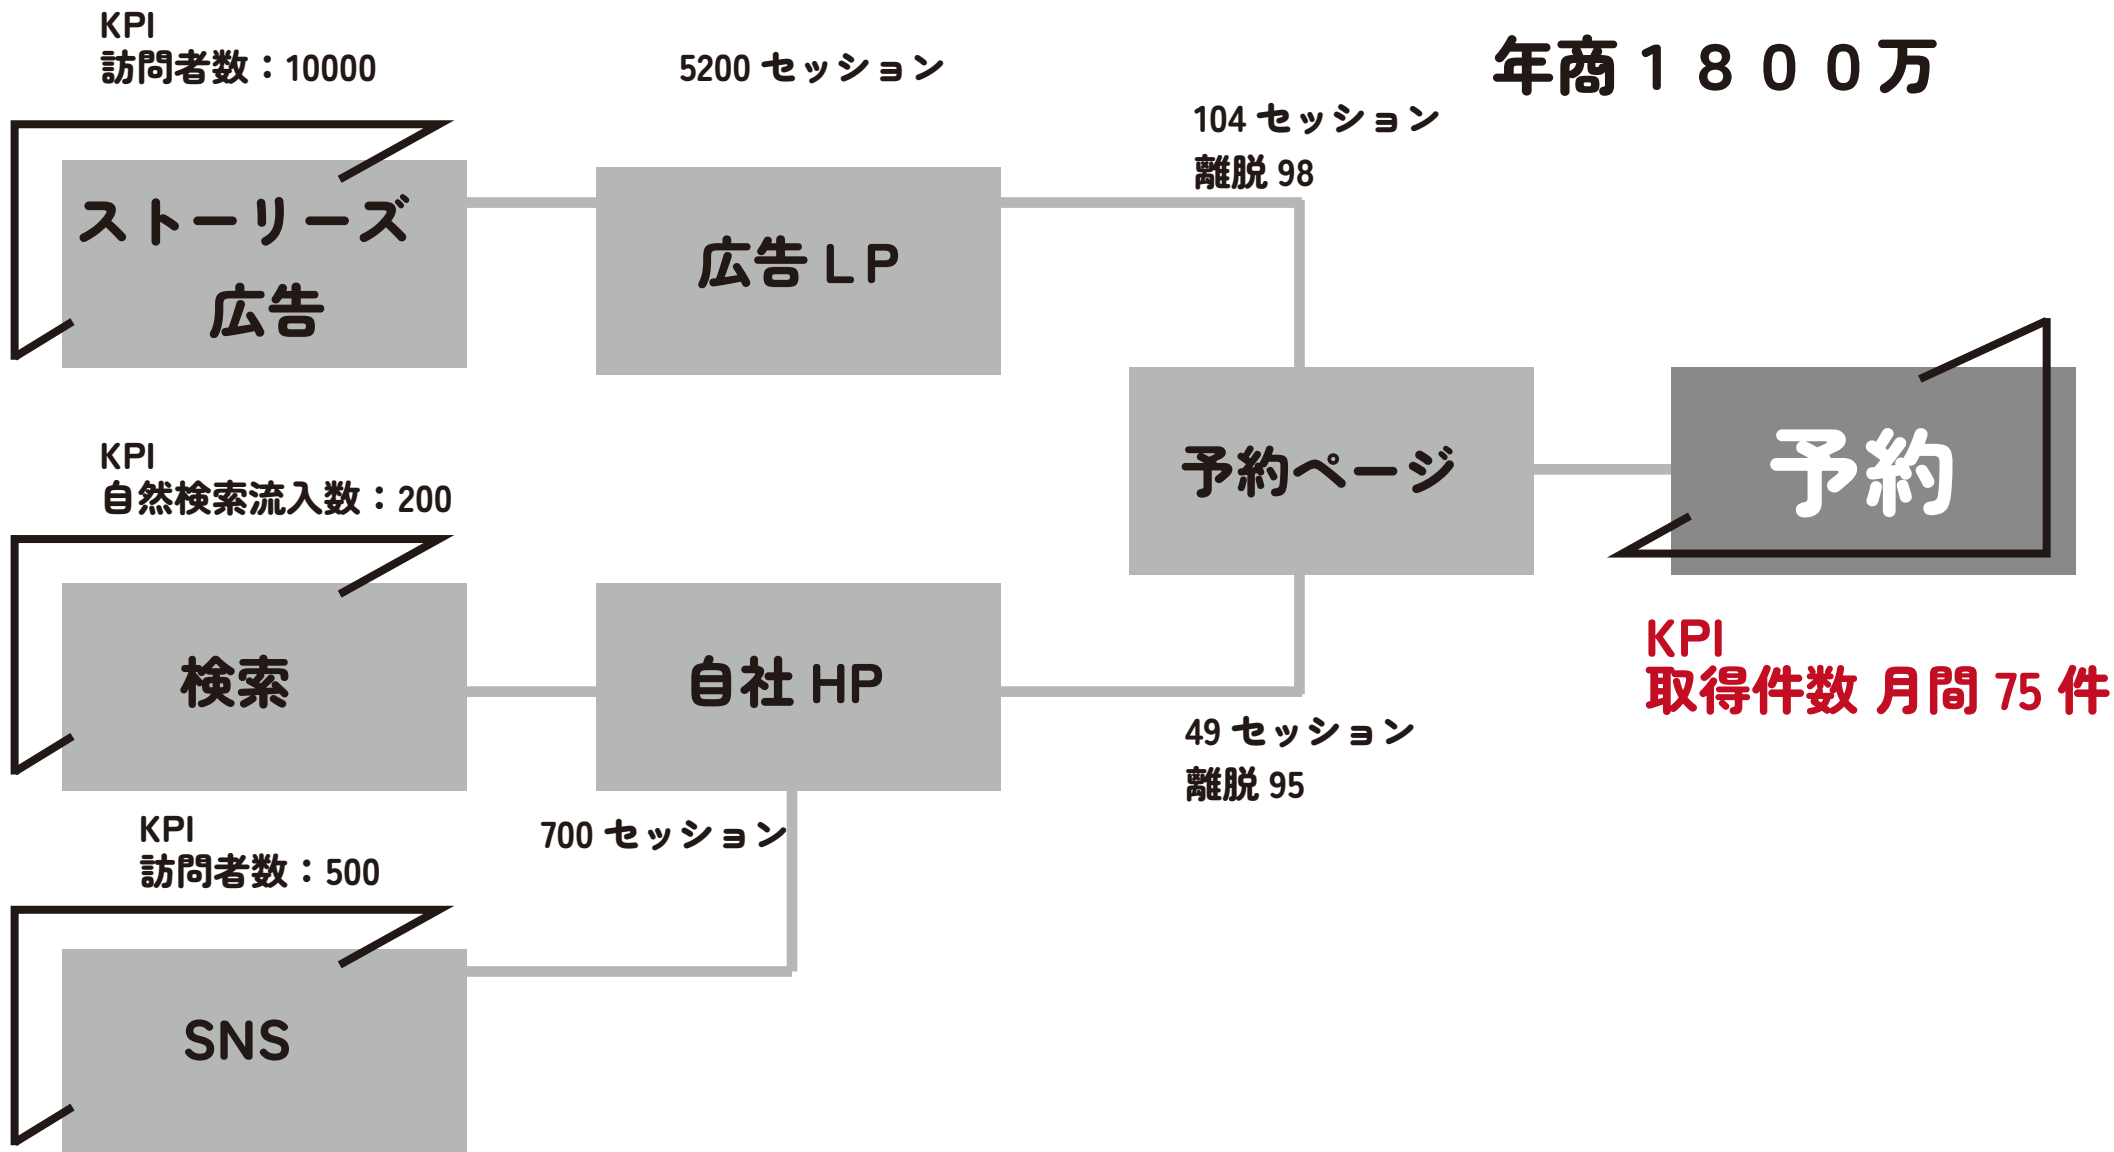 KPI
訪問者数：10000
5200 セッション
年商１８００万
104 セッション
離脱 98
ストーリーズ
広告
広告ＬＰ
予約ページ
予約
KPI
自然検索流入数：200
KPI
取得件数 月間 75 件
検索
自社 HP
49 セッション
離脱 95
KPI
訪問者数：500
700 セッション
SNS